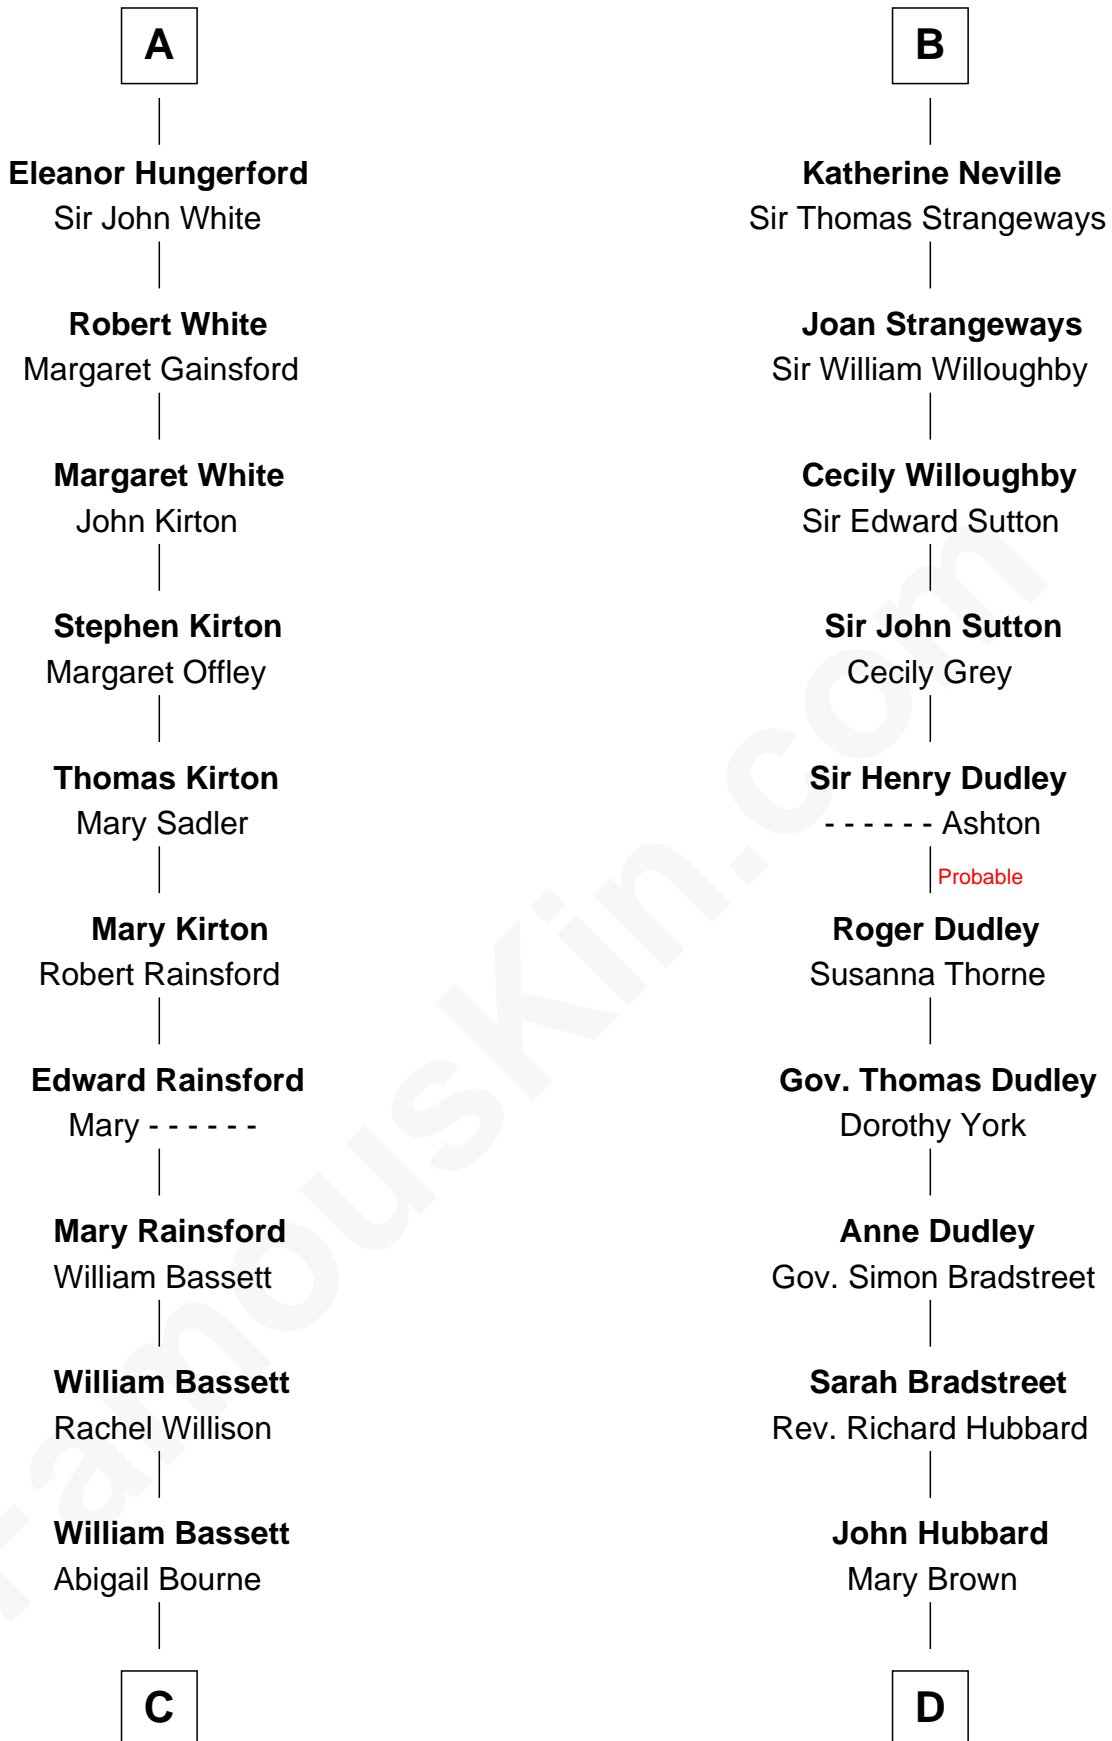 A
Eleanor Hungerford
Sir John White
Robert White
Margaret Gainsford
Margaret White
John Kirton
Stephen Kirton
Margaret Offley
Thomas Kirton
Mary Sadler
Mary Kirton
Robert Rainsford
Edward Rainsford
Mary - - - - - -
Mary Rainsford
William Bassett
William Bassett
Rachel Willison
William Bassett
Abigail Bourne
C
B
Katherine Neville
Sir Thomas Strangeways
Joan Strangeways
Sir William Willoughby
Cecily Willoughby
Sir Edward Sutton
Sir John Sutton
Cecily Grey
Sir Henry Dudley
- - - - - - Ashton
Probable
Roger Dudley
Susanna Thorne
Gov. Thomas Dudley
Dorothy York
Anne Dudley
Gov. Simon Bradstreet
Sarah Bradstreet
Rev. Richard Hubbard
John Hubbard
Mary Brown
D
FamousKin.com